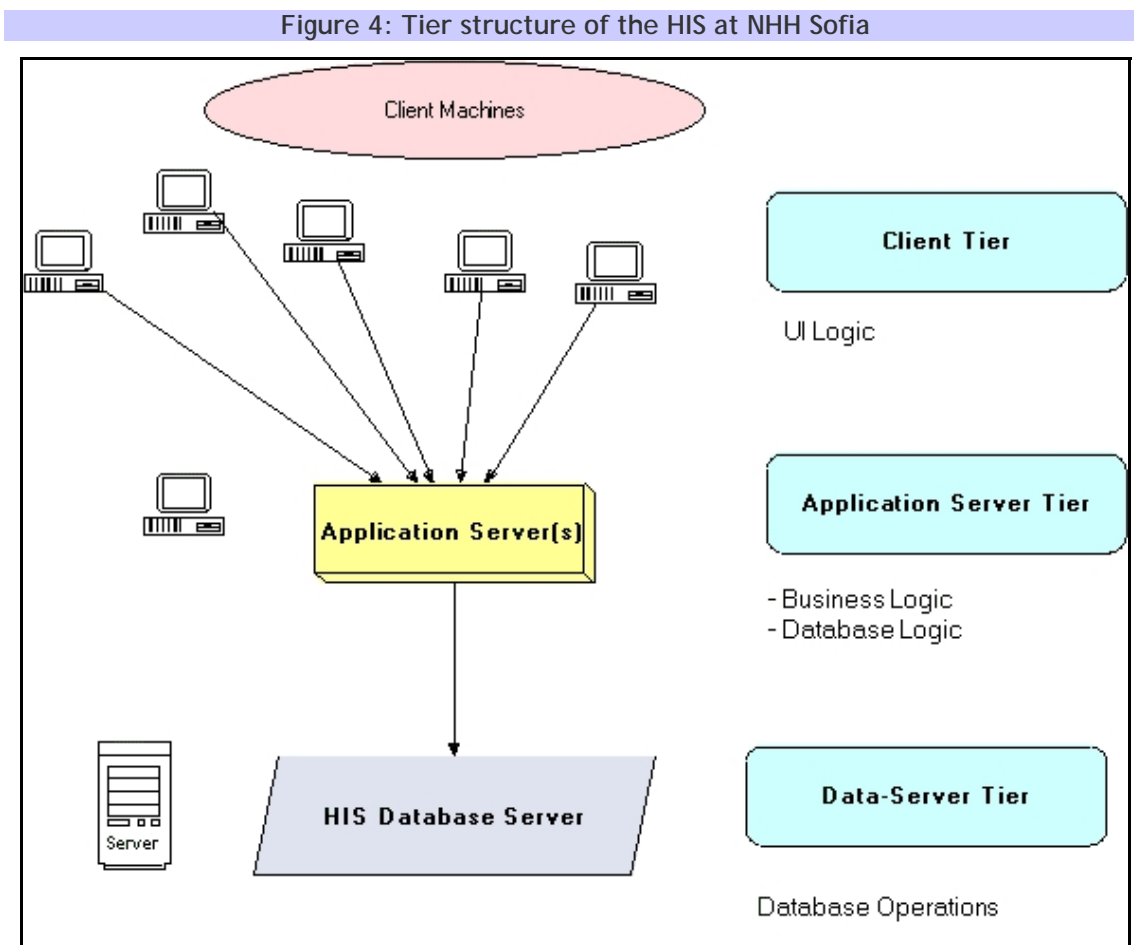 Figure 4: Tier structure of the HIS at NHH Sofia
Client Machines
Client Tier
UI Logic
Application Server(s)
Application Server Tier
- Business Logic
- Database Logic
Server
HIS Database Server
Data-Server Tier
Database Operations